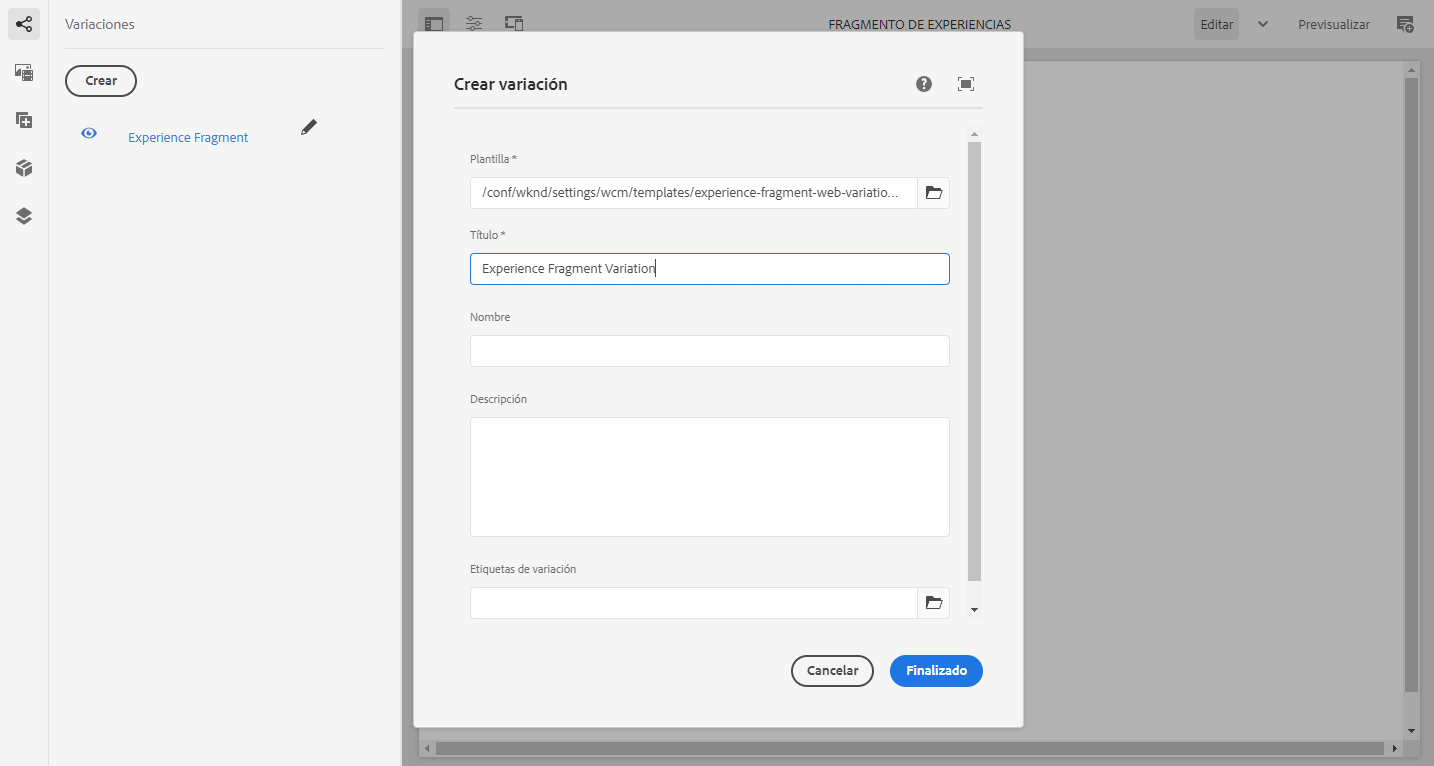 Variaciones
Crear
Experience Fragment
FRAGMENTO DE EXPERIENCIAS
Editar
Previsualizar
Crear variación
Plantilla *
/conf/wknd/settings/wcm/templates/experience-fragment-web-variatio...
Título *
Experience Fragment Variation
Nombre
Descripción
Etiquetas de variación
Cancelar
Finalizado